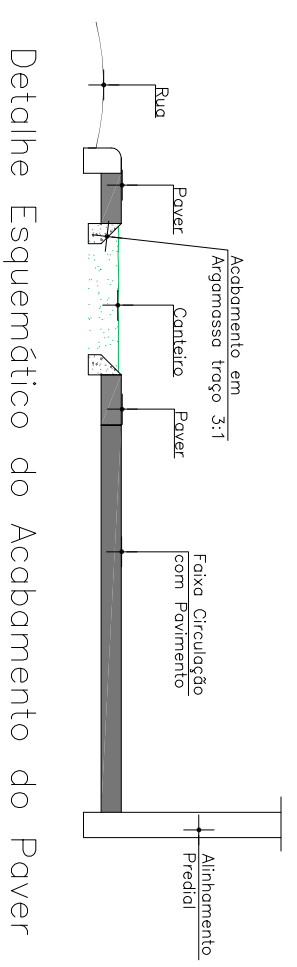 Rua
Paver
Acabamento em
Argamassa traço 3:1
Canteiro
Paver
Faixa Circulação
com Pavimento
Alinhamento
Predial
Detalhe Esquemático do Acabamento do Paver